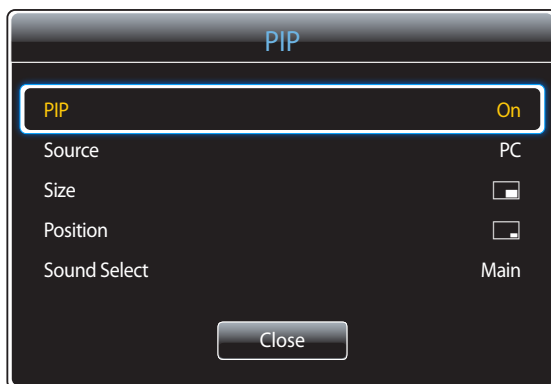 PIP
PIP On
Source PC
Size
Position
Sound Select Main
Close